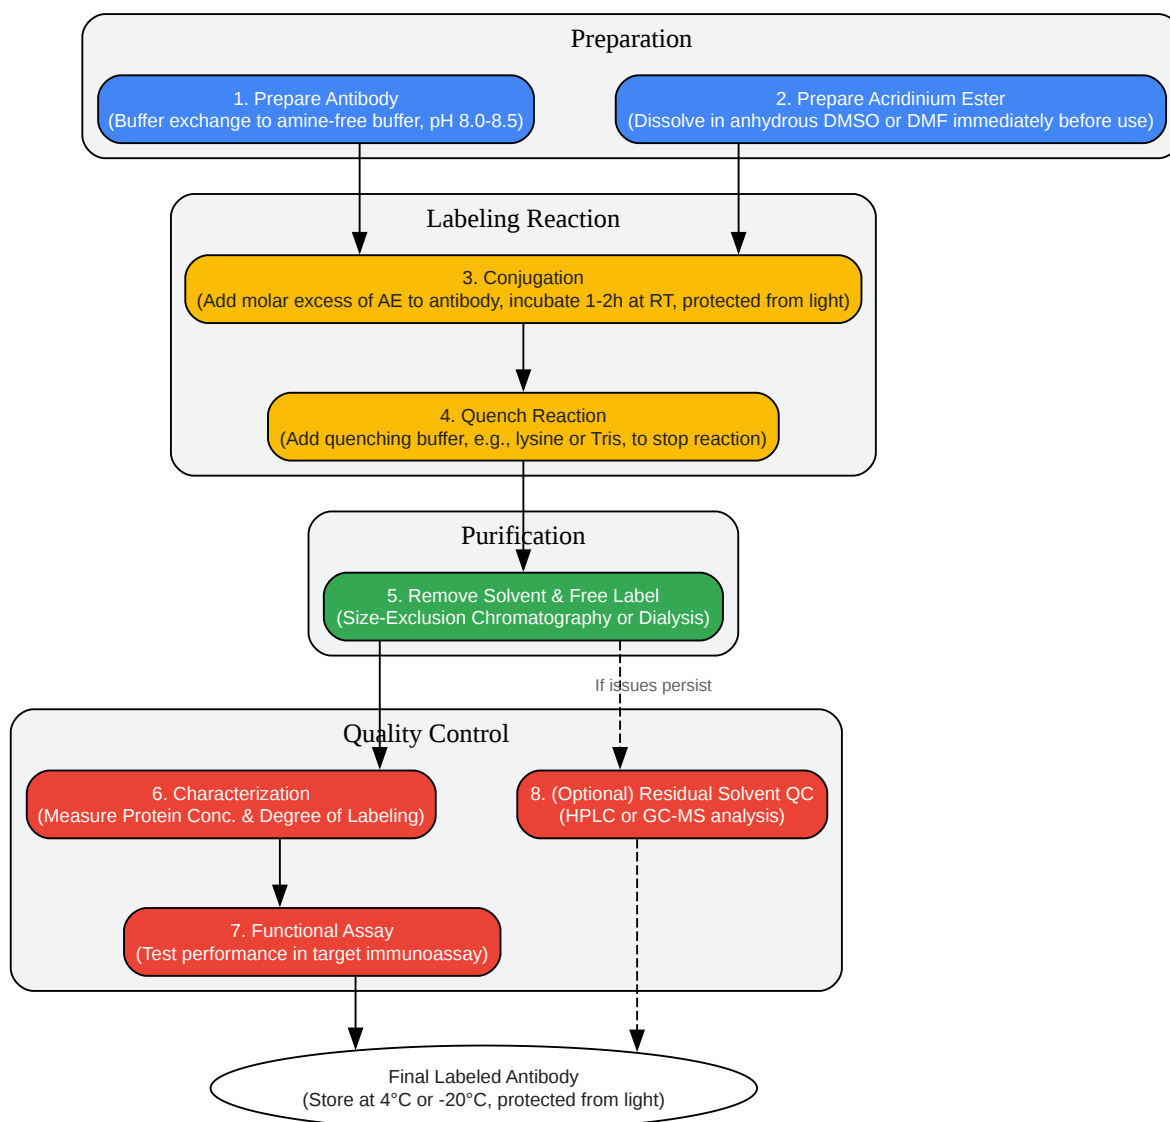 Preparation
1. Prepare Antibody
(Buffer exchange to amine-free buffer, pH 8.0-8.5)
2. Prepare Acridinium Ester
(Dissolve in anhydrous DMSO or DMF immediately before use)
Labeling Reaction
3. Conjugation
(Add molar excess of AE to antibody, incubate 1-2h at RT, protected from light)
4. Quench Reaction
(Add quenching buffer, e.g., lysine or Tris, to stop reaction)
Purification
5. Remove Solvent & Free Label
(Size-Exclusion Chromatography or Dialysis)
If issues persist
Quality Control
6. Characterization
(Measure Protein Conc. & Degree of Labeling)
8. (Optional) Residual Solvent QC
(HPLC or GC-MS analysis)
7. Functional Assay
(Test performance in target immunoassay)
Final Labeled Antibody
(Store at 4°C or -20°C, protected from light)